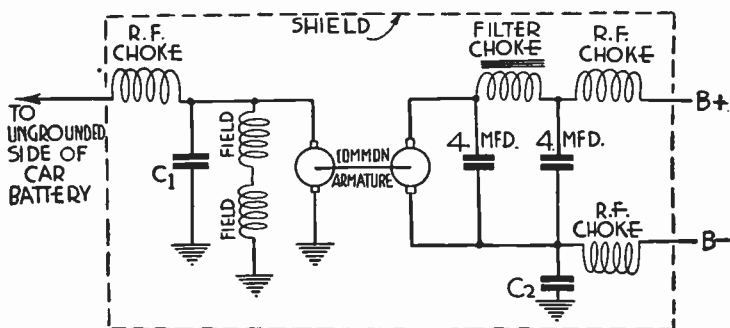 SHIELD
R.F.
CHOKE
FILTER
CHOKE
R.F.
CHOKE
TO
UNGROUNDED
SIDE OF
CAR
BATTERY
C1
FIELD
FIELD
COMMON
ARMATURE
4 MFD.
4 MFD.
B+
R.F.
CHOKE
B-
C2